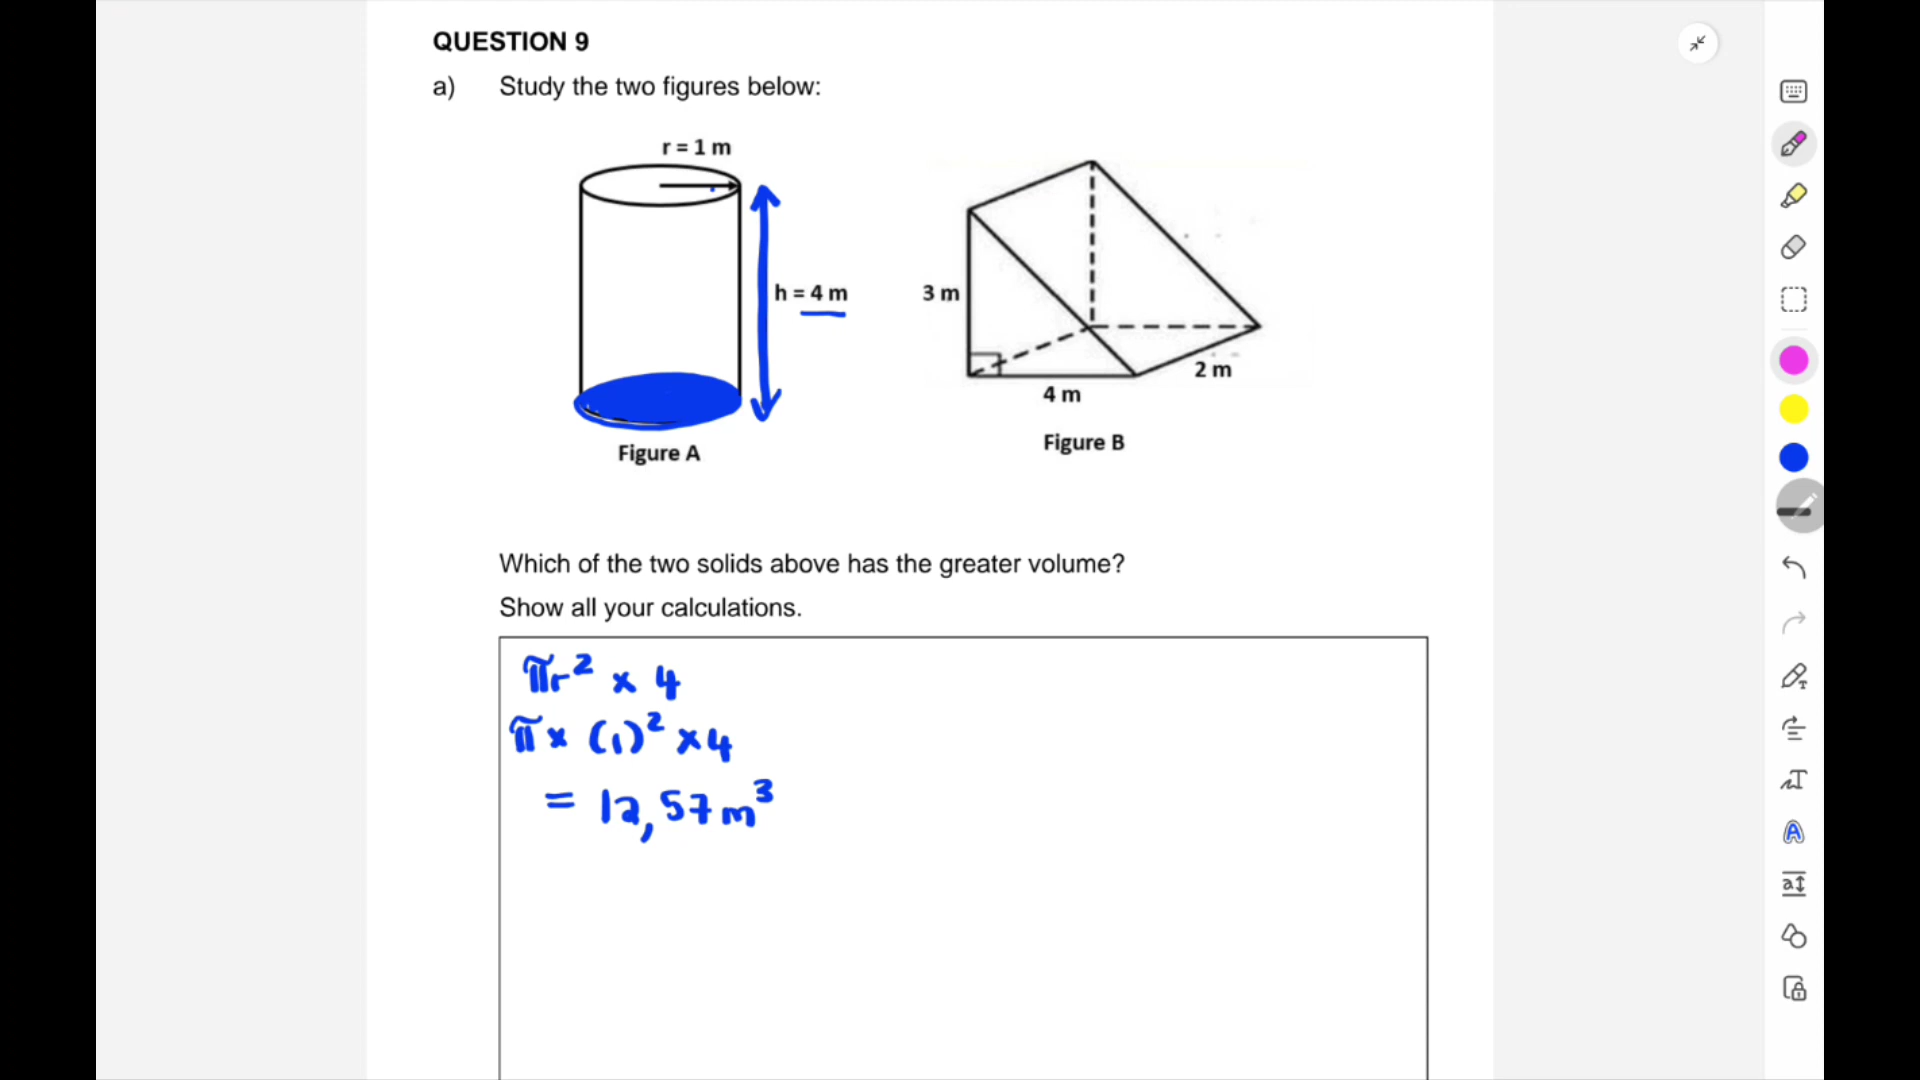 QUESTION 9
a) Study the two figures below:
r = 1 m
h = 4 m
3 m
2 m
4 m
Figure A
Figure B
Which of the two solids above has the greater volume?
Show all your calculations.
πr² × 4
π × (1)² × 4
= 12,57 m³